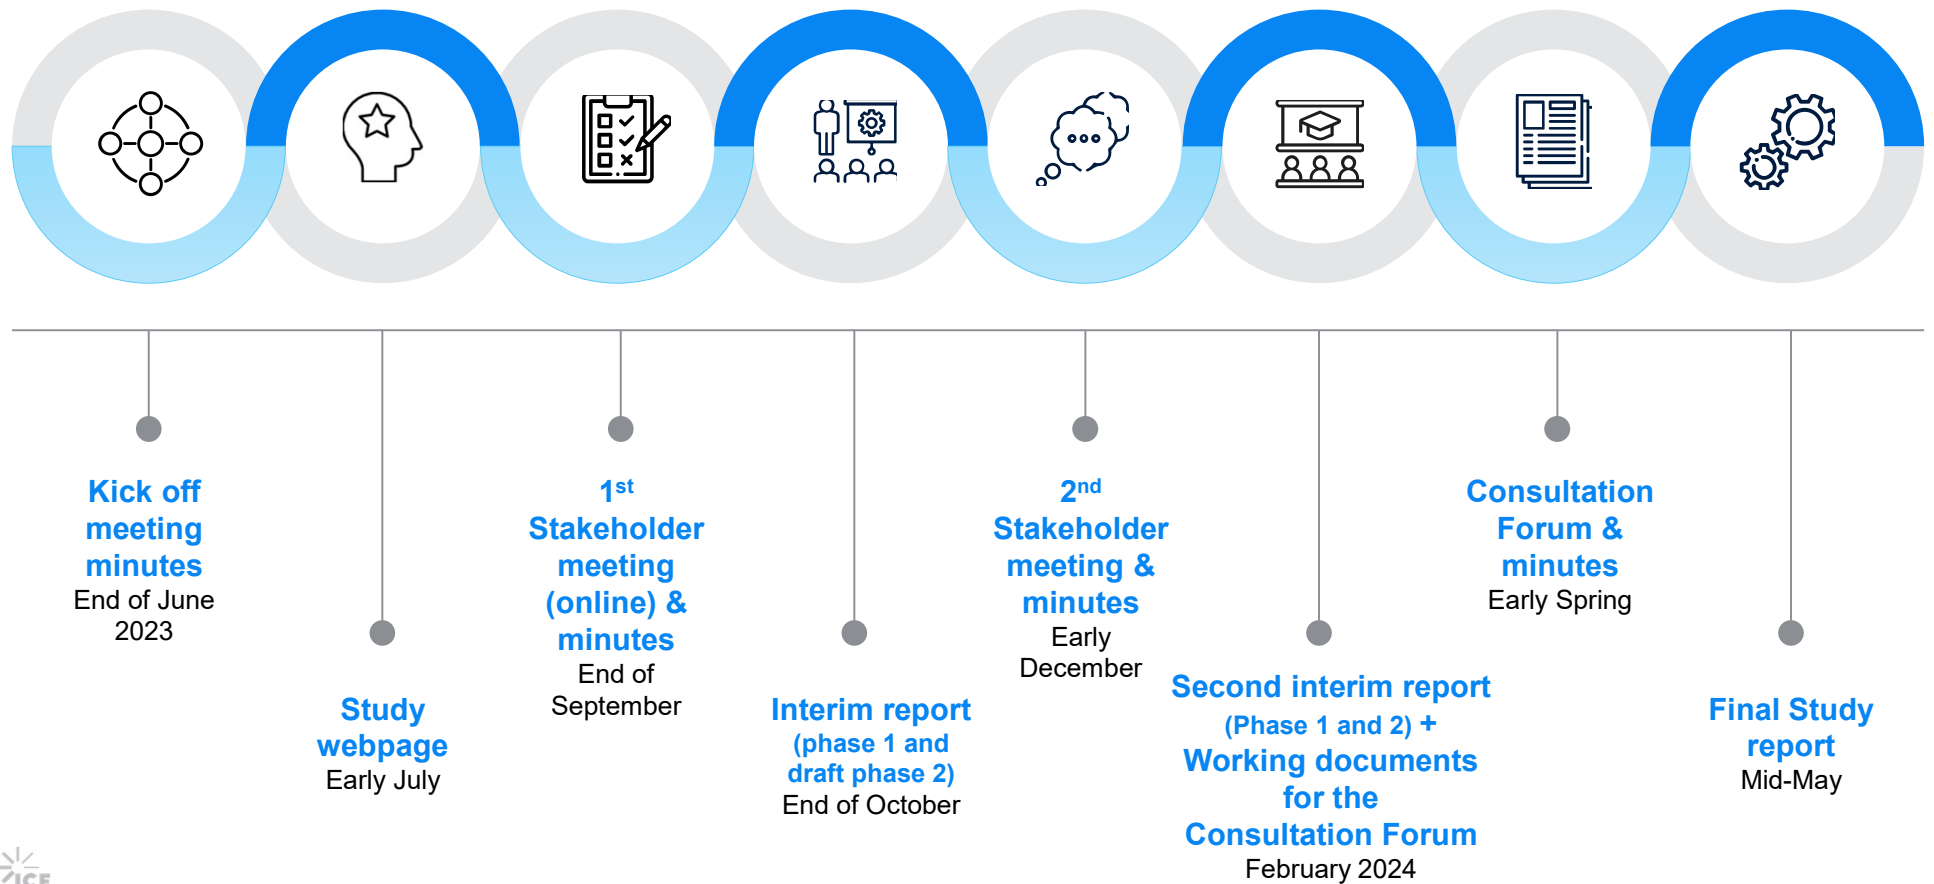 Kick off
meeting
minutes
End of June
2023
Study
webpage
Early July
1st
Stakeholder
meeting
(online) &
minutes
End of
September
Interim report
(phase 1 and
draft phase 2)
End of October
2nd
Stakeholder
meeting &
minutes
Early
December
Second interim report
(Phase 1 and 2) +
Working documents
for the
Consultation Forum
February 2024
Consultation
Forum &
minutes
Early Spring
Final Study
report
Mid-May
ICF